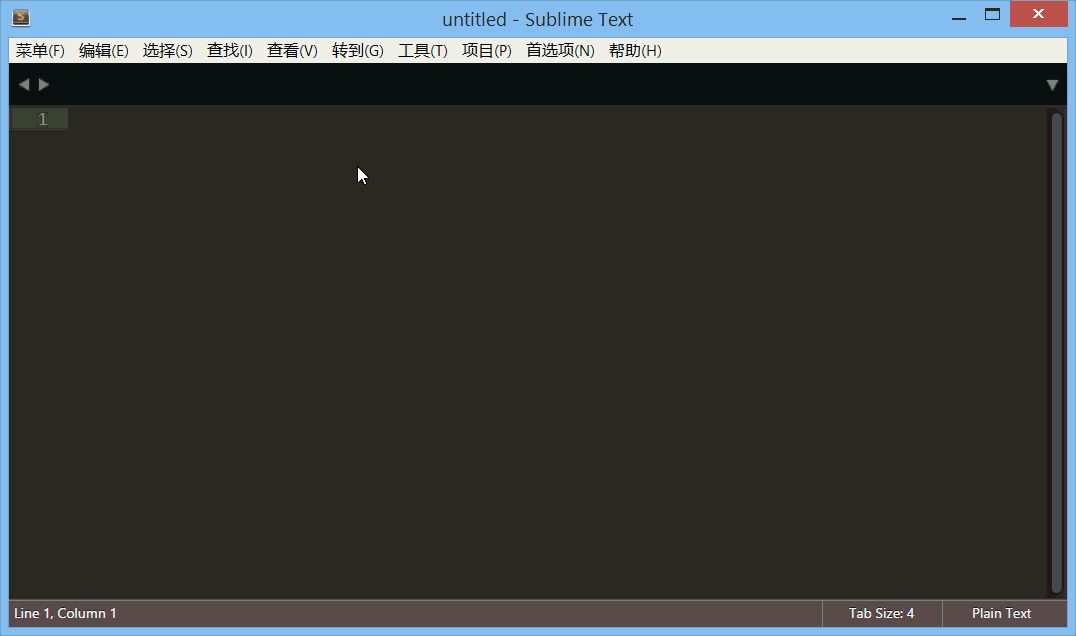 untitled - Sublime Text
菜单(F) 编辑(E) 选择(S) 查找(I) 查看(V) 转到(G) 工具(T) 项目(P) 首选项(N) 帮助(H)
1
Line 1, Column 1 Tab Size: 4 Plain Text